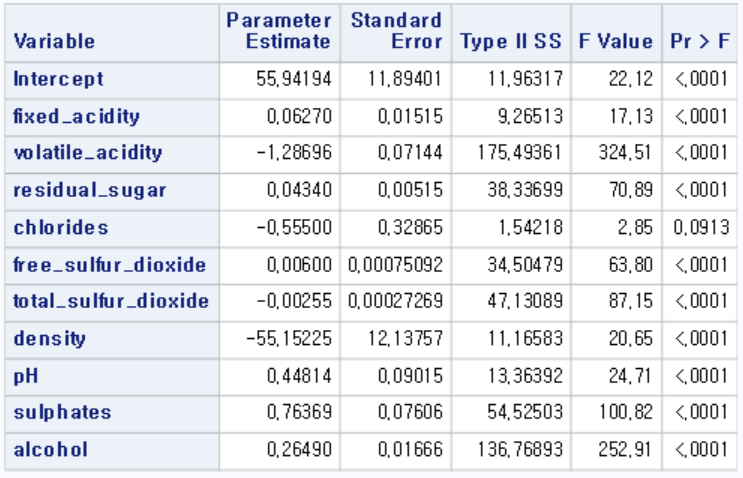 Variable Parameter Estimate Standard Error Type II SS F Value Pr > F
Intercept 55,94194 11,89401 11,96317 22,12 <,0001
fixed_acidity 0,06270 0,01515 9,26513 17,13 <,0001
volatile_acidity -1,28696 0,07144 175,49361 324,51 <,0001
residual_sugar 0,04340 0,00515 38,33699 70,89 <,0001
chlorides -0,55500 0,32865 1,54218 2,85 0,0913
free_sulfur_dioxide 0,00600 0,00075092 34,50479 63,80 <,0001
total_sulfur_dioxide -0,00255 0,00027269 47,13089 87,15 <,0001
density -55,15225 12,13757 11,16583 20,65 <,0001
pH 0,44814 0,09015 13,36392 24,71 <,0001
sulphates 0,76369 0,07606 54,52503 100,82 <,0001
alcohol 0,26490 0,01666 136,76893 252,91 <,0001